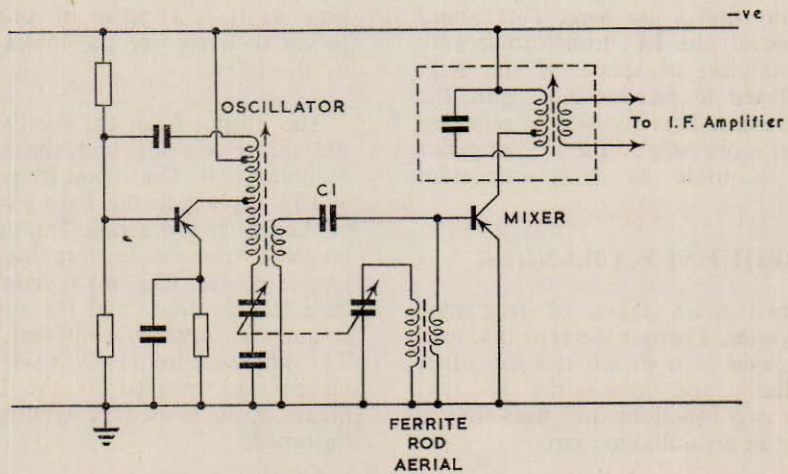 –ve
OSCILLATOR
To I.F. Amplifier
C1
MIXER
FERRITE
ROD
AERIAL